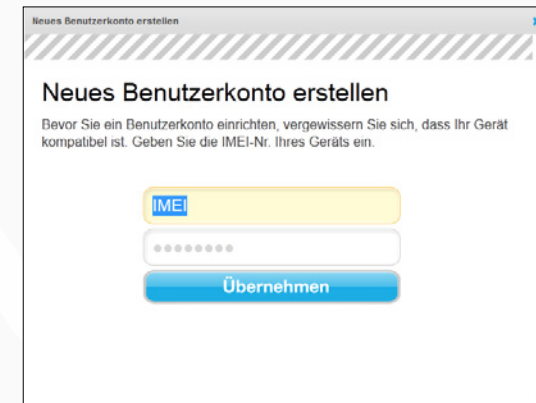 Neues Benutzerkonto erstellen
Neues Benutzerkonto erstellen
Bevor Sie ein Benutzerkonto einrichten, vergewissern Sie sich, dass Ihr Gerät
kompatibel ist. Geben Sie die IMEI-Nr. Ihres Geräts ein.
IMEI
Übernehmen